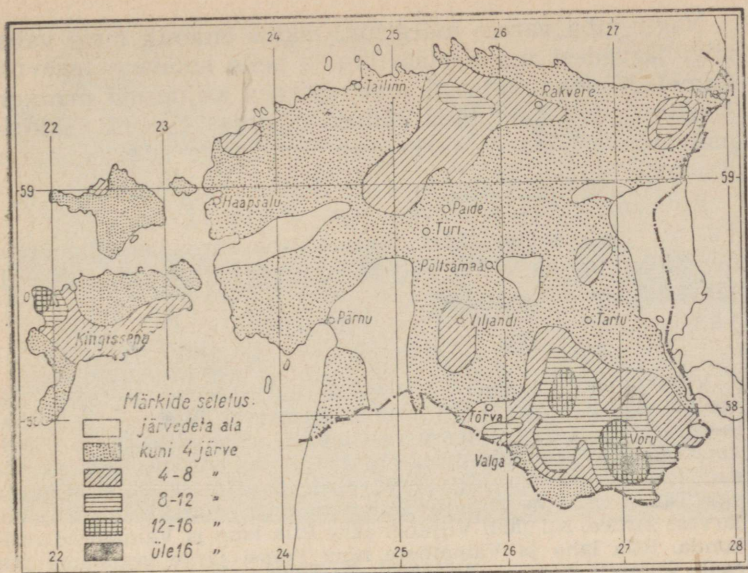 24 25 26 27
22 23
Tallinn
Rakvere
Narva
59 59
Haapsalu
Paide
Türi
Põltsamaa
Kingissepa
Pärnu
Viljandi
Tartu
58
Tõrva
Võru
Valga
Märkide seletus:
järvedeta ala
kuni 4 järve
4-8 "
8-12 "
12-16 "
üle 16 "
22 24 25 26 27 28